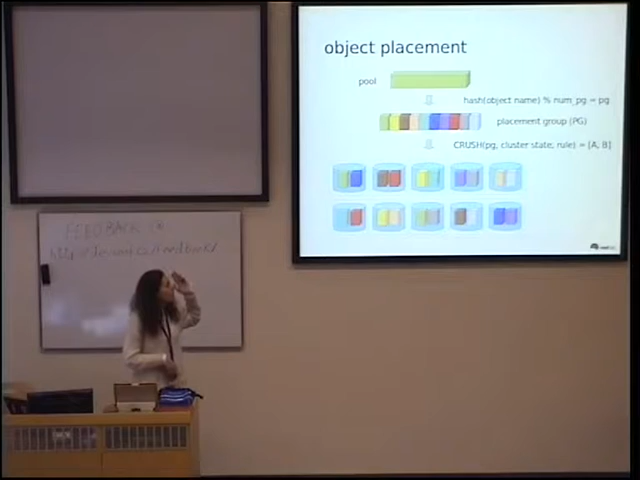 object placement
pool
hash(object name) % num_pg = pg
placement group (PG)
CRUSH(pg, cluster state, rule) = [A, B]
FEEDBACK